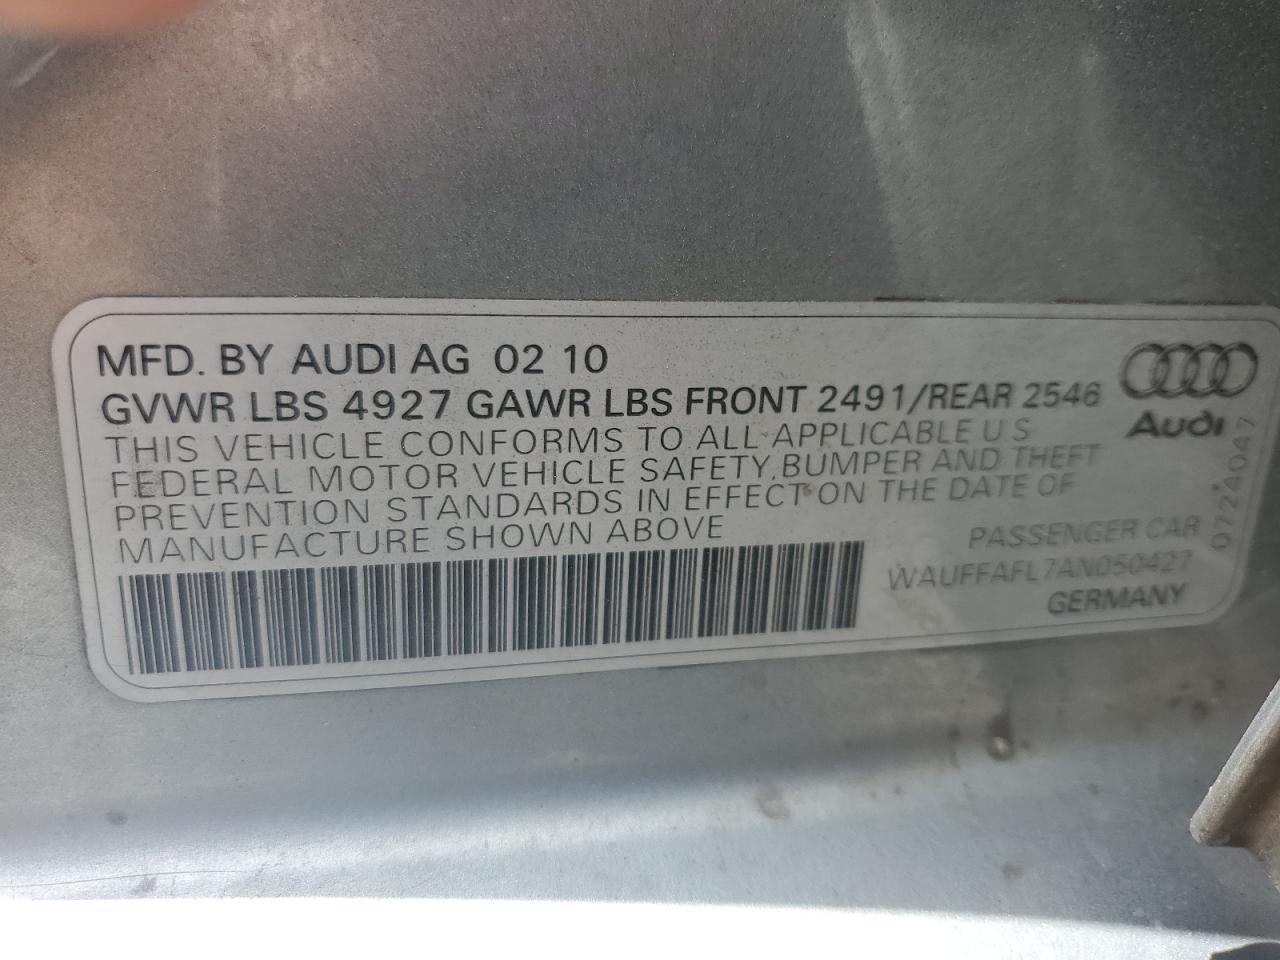 MFD. BY AUDI AG 02 10
GVWR LBS 4927 GAWR LBS FRONT 2491/REAR 2546
THIS VEHICLE CONFORMS TO ALL APPLICABLE U S
FEDERAL MOTOR VEHICLE SAFETY, BUMPER AND THEFT
PREVENTION STANDARDS IN EFFECT ON THE DATE OF
MANUFACTURE SHOWN ABOVE
Audi
PASSENGER CAR
WAUFFAFL7AN050427
GERMANY
072A047